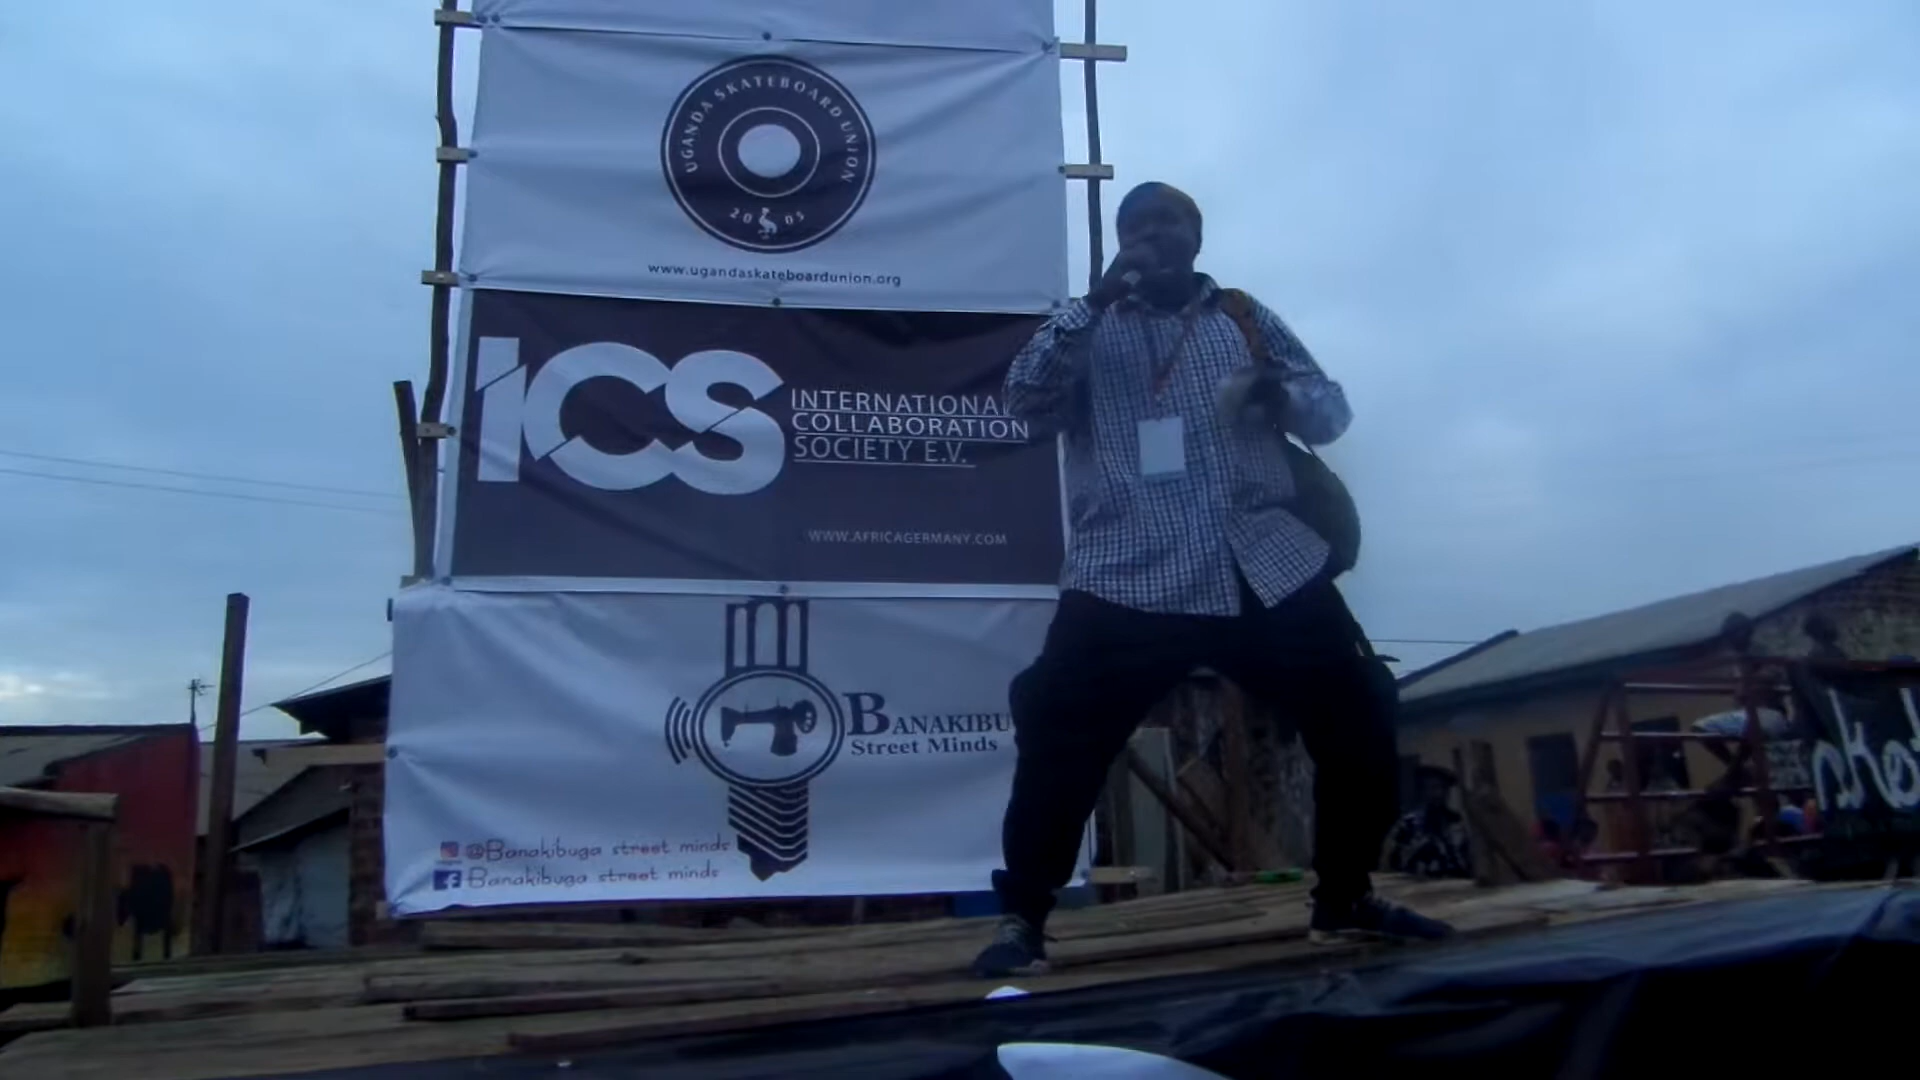 UGANDA SKATEBOARD UNION
2005
www.ugandaskateboardunion.org
ICS
INTERNATIONAL
COLLABORATION
SOCIETY E.V.
WWW.AFRICAGERMANY.COM
BANAKIBU
Street Minds
@Banakibuga street minds
Banakibuga street minds